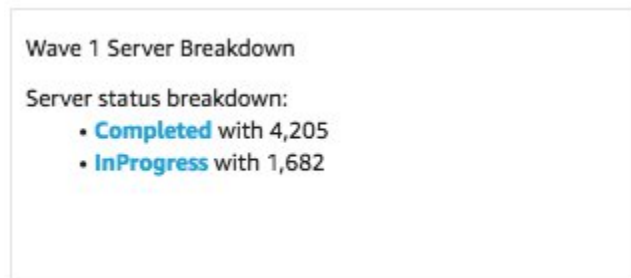 Wave 1 Server Breakdown
Server status breakdown:
• Completed with 4,205
• InProgress with 1,682